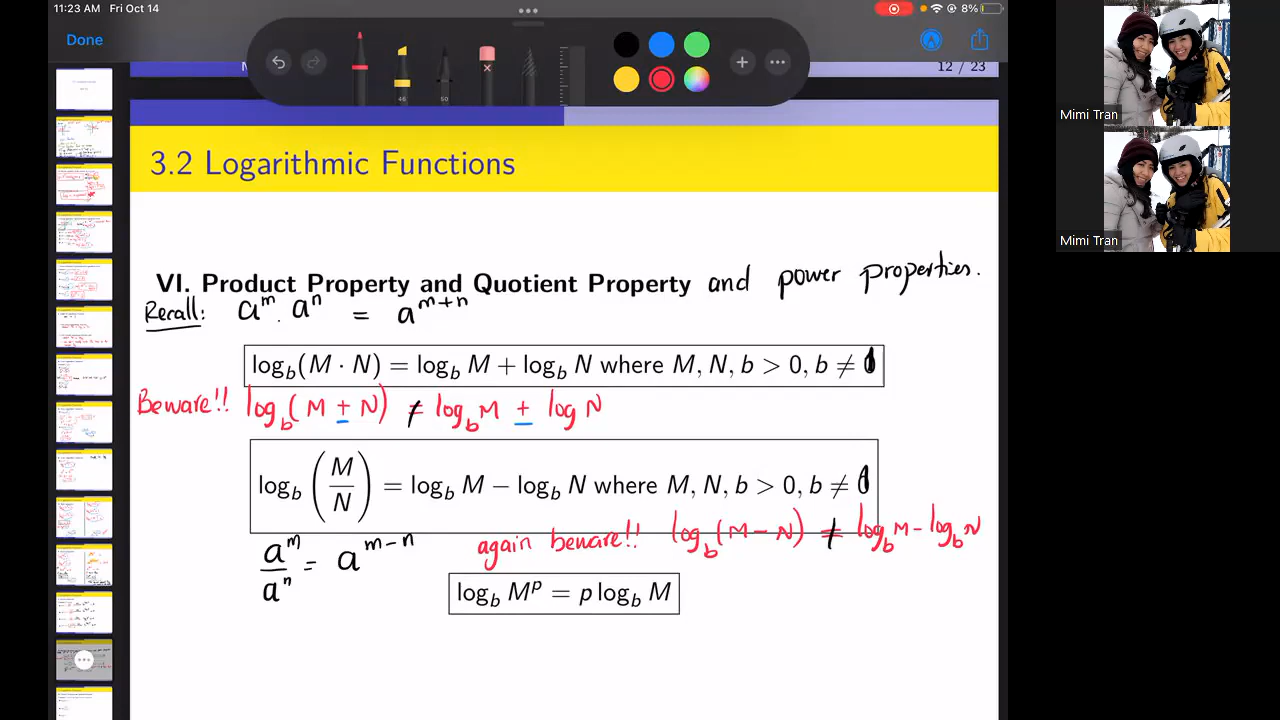 11:23 AM Fri Oct 14
8%
Done
46
50
12 / 23
3.2 Logarithmic Functions
VI. Product Property and Quotient Property and power properties.
Recall: a^m · a^n = a^{m+n}
log_b(M · N) = log_b M + log_b N where M, N, b > 0, b ≠ 1
Beware!! log_b(M + N) ≠ log_b M + log N
log_b (M/N) = log_b M − log_b N where M, N, b > 0, b ≠ 1
again beware!! log_b(M − N) ≠ log_b M - log_b N
a^m/a^n = a^{m-n}
log_b M^p = p log_b M
Mimi Tran
Mimi Tran